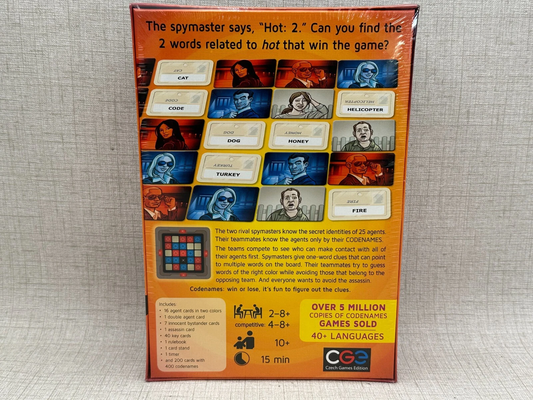 The spymaster says, "Hot: 2." Can you find the
2 words related to hot that win the game?
CAT
CAT
CODE
CODE
HELICOPTER
HELICOPTER
DOG
DOG
HONEY
HONEY
TURKEY
TURKEY
FIRE
FIRE
The two rival spymasters know the secret identities of 25 agents.
Their teammate know the agents only by their CODENAMES.
The teams compete to see who can make contact with all of
their agents first. Spymasters give one-word clues that can point
to multiple words on the board. Their teammates try to guess
words of the right color while avoiding those that belong to the
opposing team. And everyone wants to avoid the assassin.
Codenames: win or lose, it's fun to figure out the clues.
Includes:
• 16 agent cards in two colors
• 1 double agent card
• 7 innocent bystander cards
• 1 assassin card
• 40 key cards
• 1 rulebook
• 1 card stand
• 1 timer
• and 200 cards with
400 codenames
2–8+
competitive: 4–8+
10+
15 min
OVER 5 MILLION
COPIES OF CODENAMES
GAMES SOLD
40+ LANGUAGES
CGE
Czech Games Edition